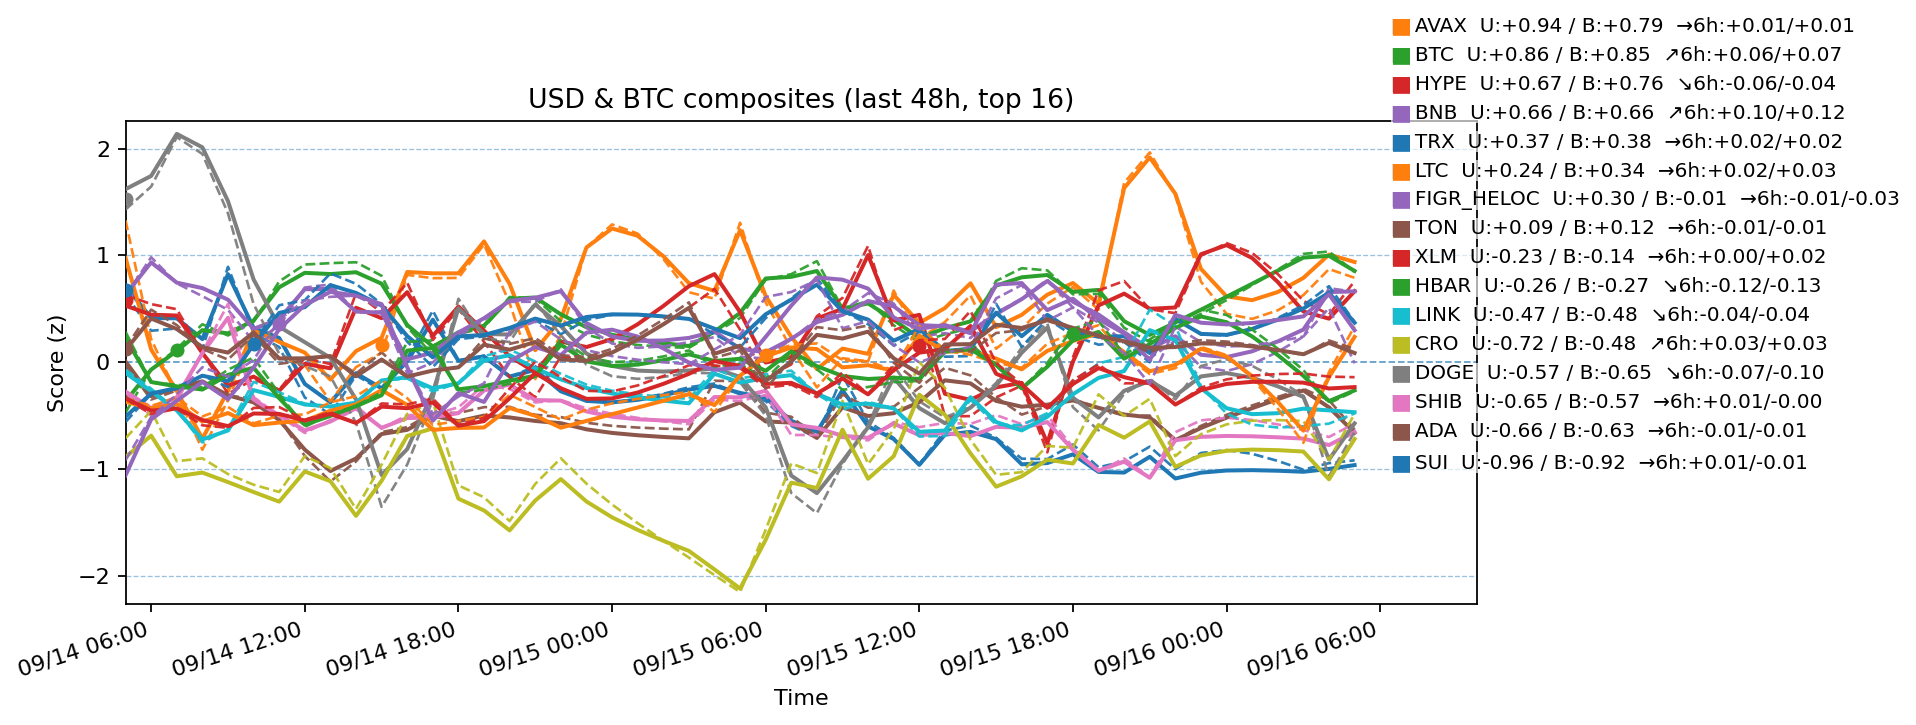 AVAX  U:+0.94 / B:+0.79  →6h:+0.01/+0.01
BTC  U:+0.86 / B:+0.85  ↗6h:+0.06/+0.07
HYPE  U:+0.67 / B:+0.76  ↘6h:-0.06/-0.04
BNB  U:+0.66 / B:+0.66  ↗6h:+0.10/+0.12
TRX  U:+0.37 / B:+0.38  →6h:+0.02/+0.02
LTC  U:+0.24 / B:+0.34  →6h:+0.02/+0.03
FIGR_HELOC  U:+0.30 / B:-0.01  →6h:-0.01/-0.03
TON  U:+0.09 / B:+0.12  →6h:-0.01/-0.01
XLM  U:-0.23 / B:-0.14  →6h:+0.00/+0.02
HBAR  U:-0.26 / B:-0.27  ↘6h:-0.12/-0.13
LINK  U:-0.47 / B:-0.48  ↘6h:-0.04/-0.04
CRO  U:-0.72 / B:-0.48  ↗6h:+0.03/+0.03
DOGE  U:-0.57 / B:-0.65  ↘6h:-0.07/-0.10
SHIB  U:-0.65 / B:-0.57  →6h:+0.01/-0.00
ADA  U:-0.66 / B:-0.63  →6h:-0.01/-0.01
SUI  U:-0.96 / B:-0.92  →6h:+0.01/-0.01
USD & BTC composites (last 48h, top 16)
Score (z)
2
1
0
−1
−2
09/14 06:00
09/14 12:00
09/14 18:00
09/15 00:00
09/15 06:00
09/15 12:00
09/15 18:00
09/16 00:00
09/16 06:00
Time